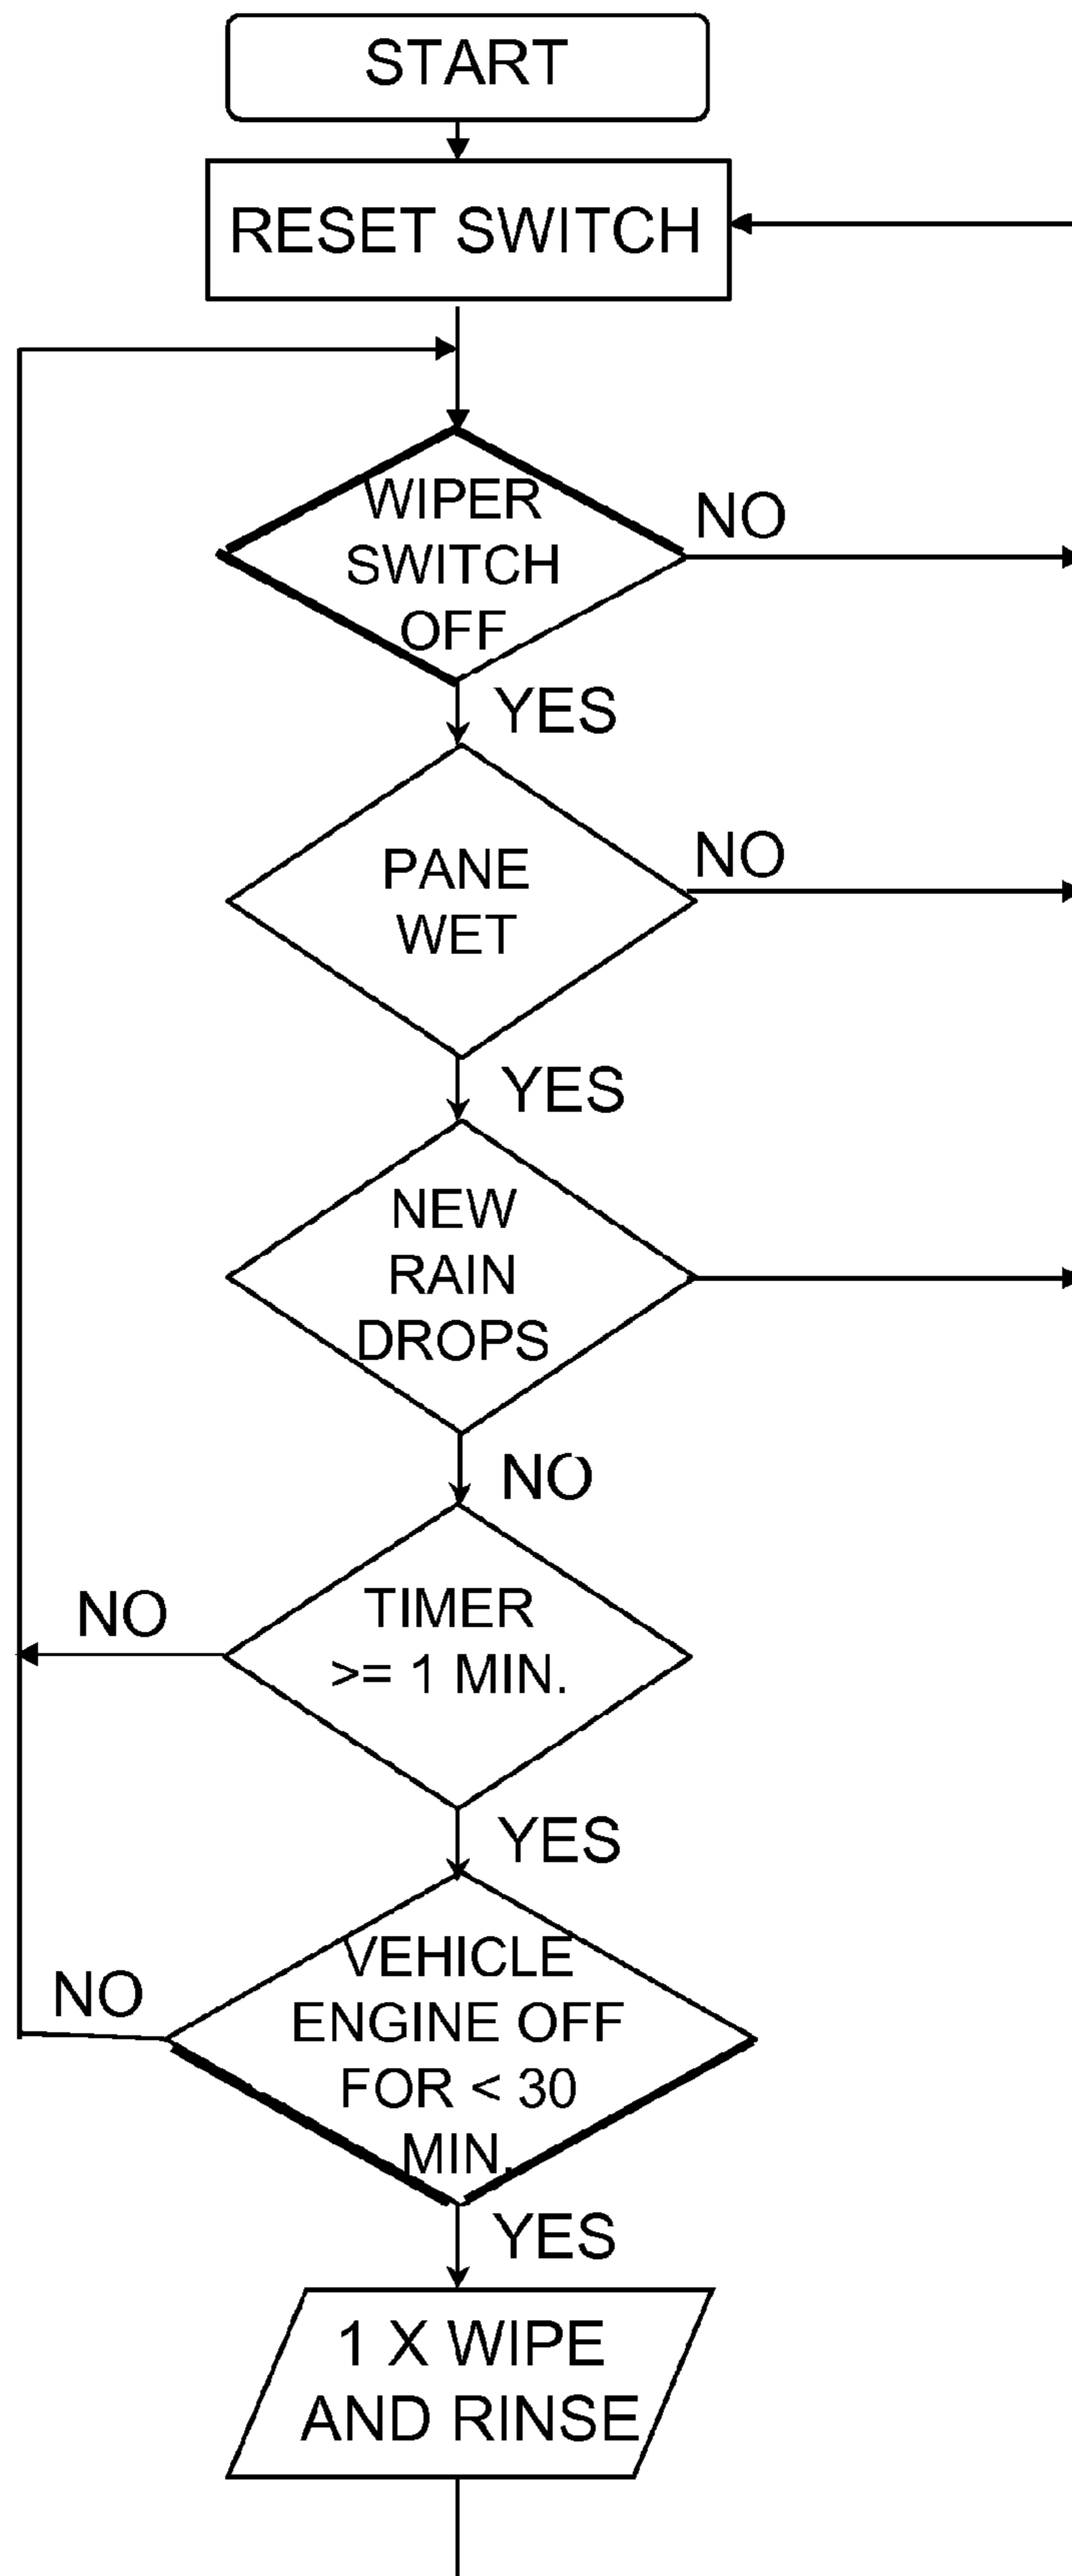 START
RESET SWITCH
WIPER
SWITCH
OFF
NO
YES
PANE
WET
NO
YES
NEW
RAIN
DROPS
NO
TIMER
>= 1 MIN.
NO
YES
VEHICLE
ENGINE OFF
FOR < 30
MIN.
NO
YES
1 X WIPE
AND RINSE